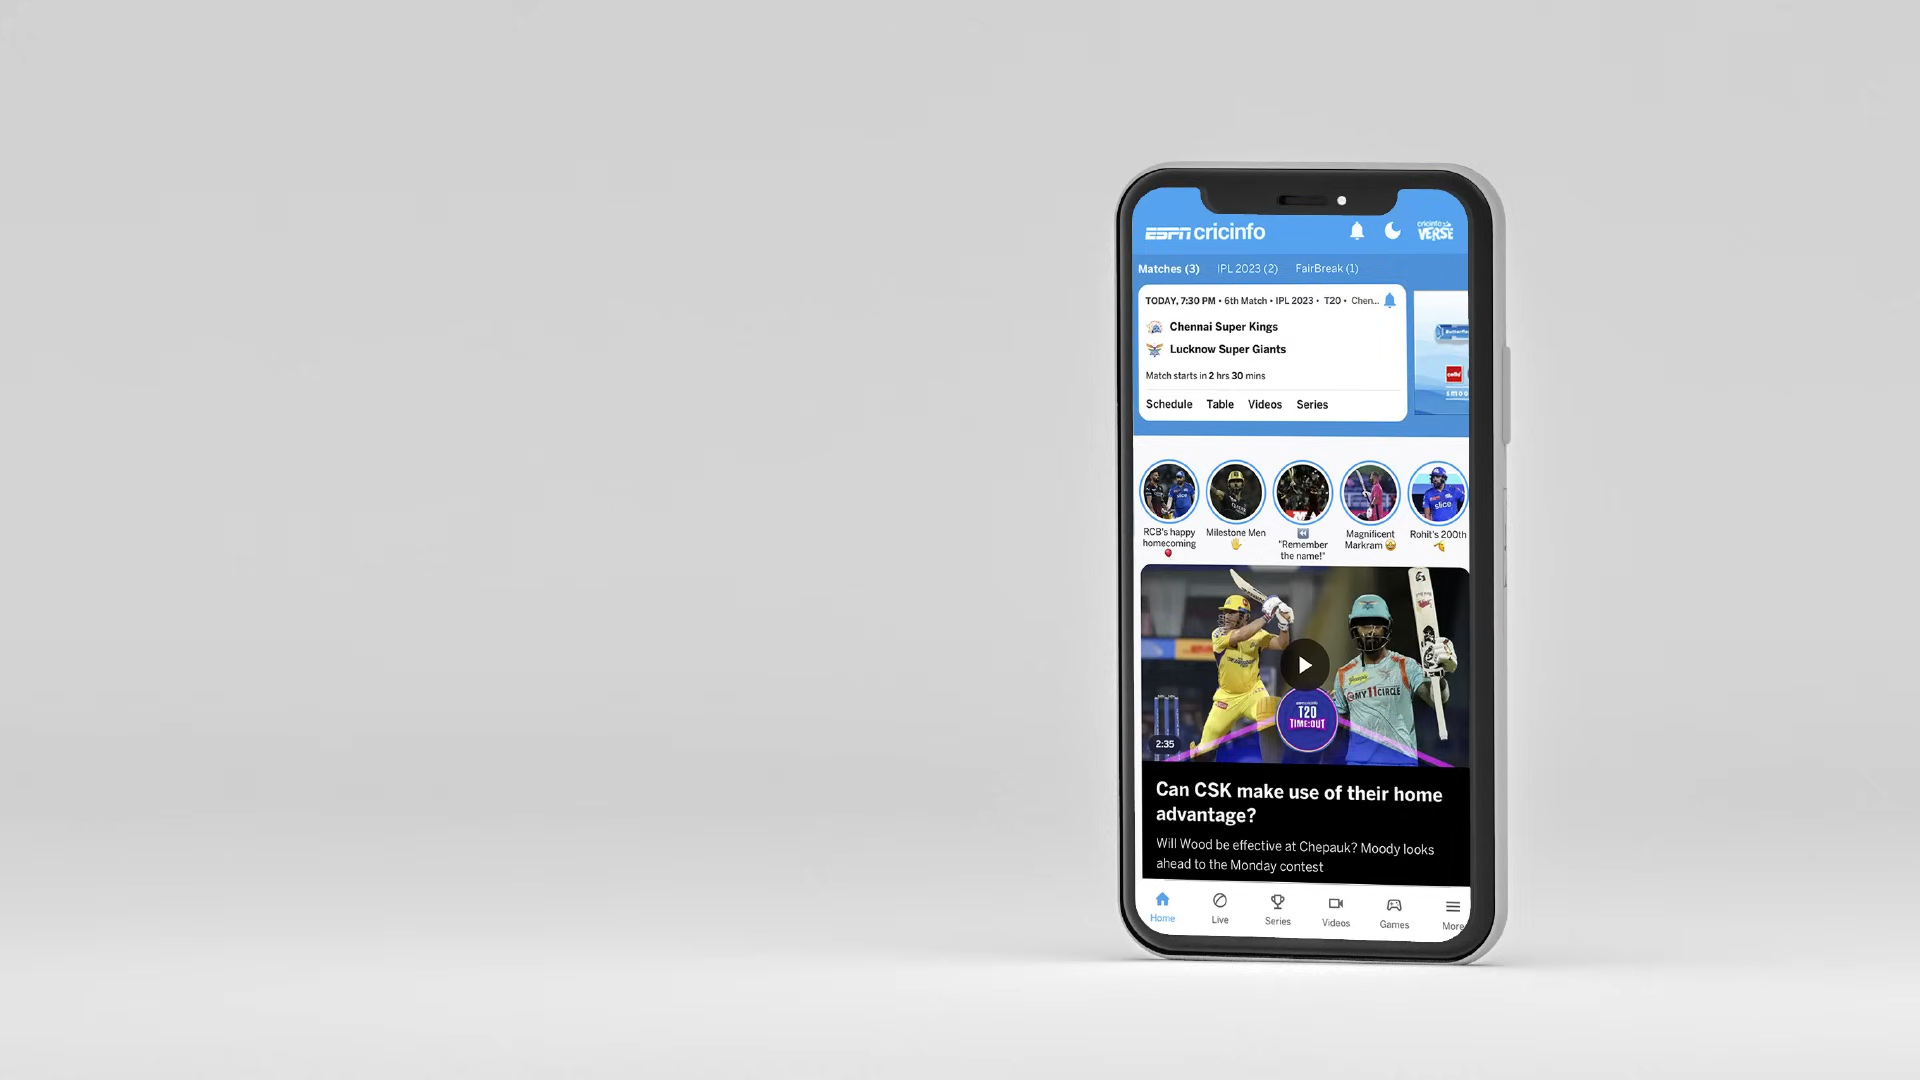 ESPN cricinfo
cricinfo
VERSE
Matches (3) IPL 2023 (2) FairBreak (1)
TODAY, 7:30 PM • 6th Match • IPL 2023 • T20 • Chen...
Chennai Super Kings
Lucknow Super Giants
Match starts in 2 hrs 30 mins
Schedule Table Videos Series
RCB's happy
homecoming
Milestone Men
"Remember
the name!"
Magnificent
Markram
Rohit's 200th
slice
slice
MY11CIRCLE
T20
TIME:OUT
2:35
Can CSK make use of their home
advantage?
Will Wood be effective at Chepauk? Moody looks
ahead to the Monday contest
Home Live Series Videos Games More